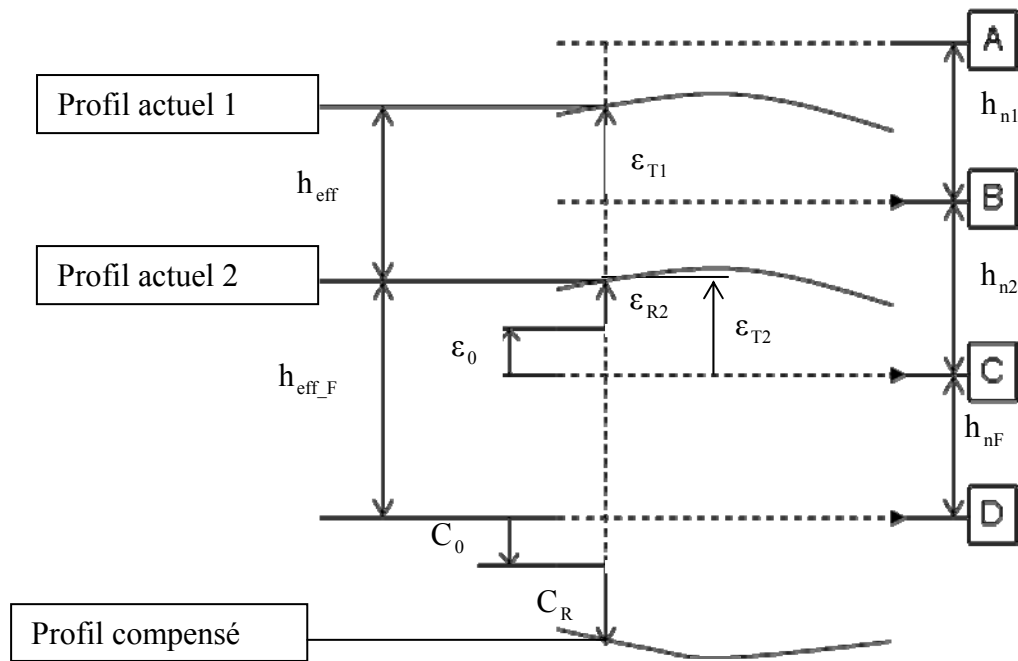 A
Profil actuel 1
h_n1
ε_T1
h_eff
B
Profil actuel 2
h_n2
ε_R2
ε_T2
ε_0
h_eff_F
C
h_nF
D
C_0
C_R
Profil compensé